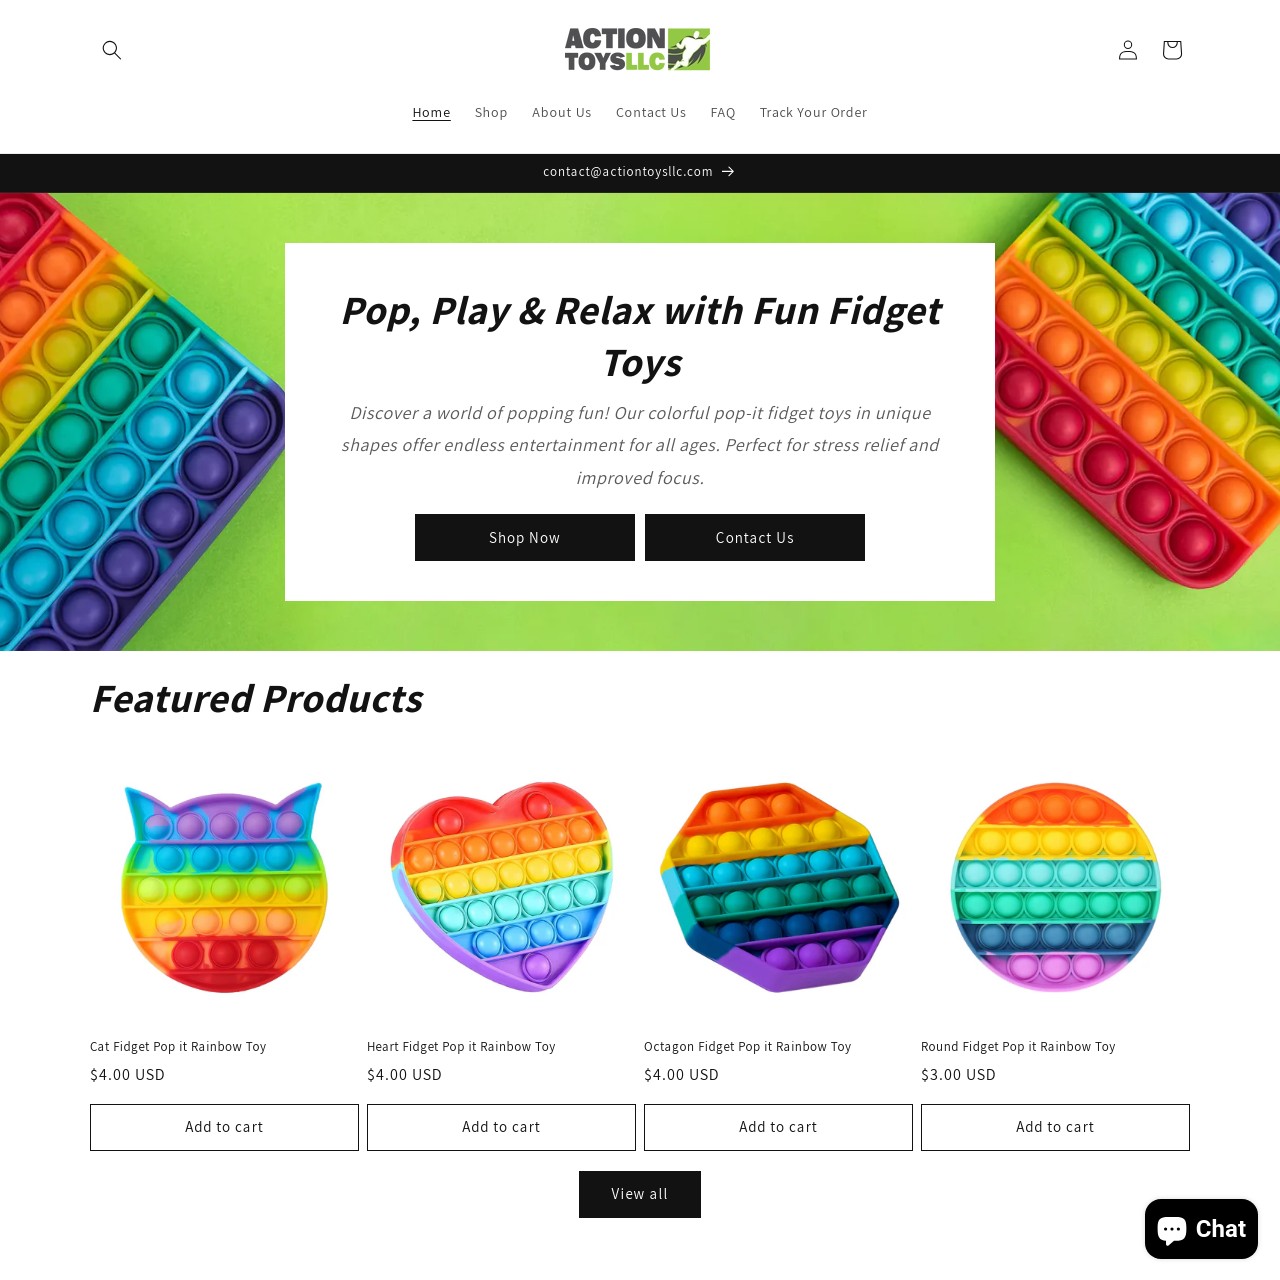 ACTION
TOYSLLC
Home Shop About Us Contact Us FAQ Track Your Order
contact@actiontoysllc.com
Pop, Play & Relax with Fun Fidget
Toys
Discover a world of popping fun! Our colorful pop-it fidget toys in unique
shapes offer endless entertainment for all ages. Perfect for stress relief and
improved focus.
Shop Now Contact Us
Featured Products
Cat Fidget Pop it Rainbow Toy Heart Fidget Pop it Rainbow Toy Octagon Fidget Pop it Rainbow Toy Round Fidget Pop it Rainbow Toy
$4.00 USD $4.00 USD $4.00 USD $3.00 USD
Add to cart Add to cart Add to cart Add to cart
View all
Chat